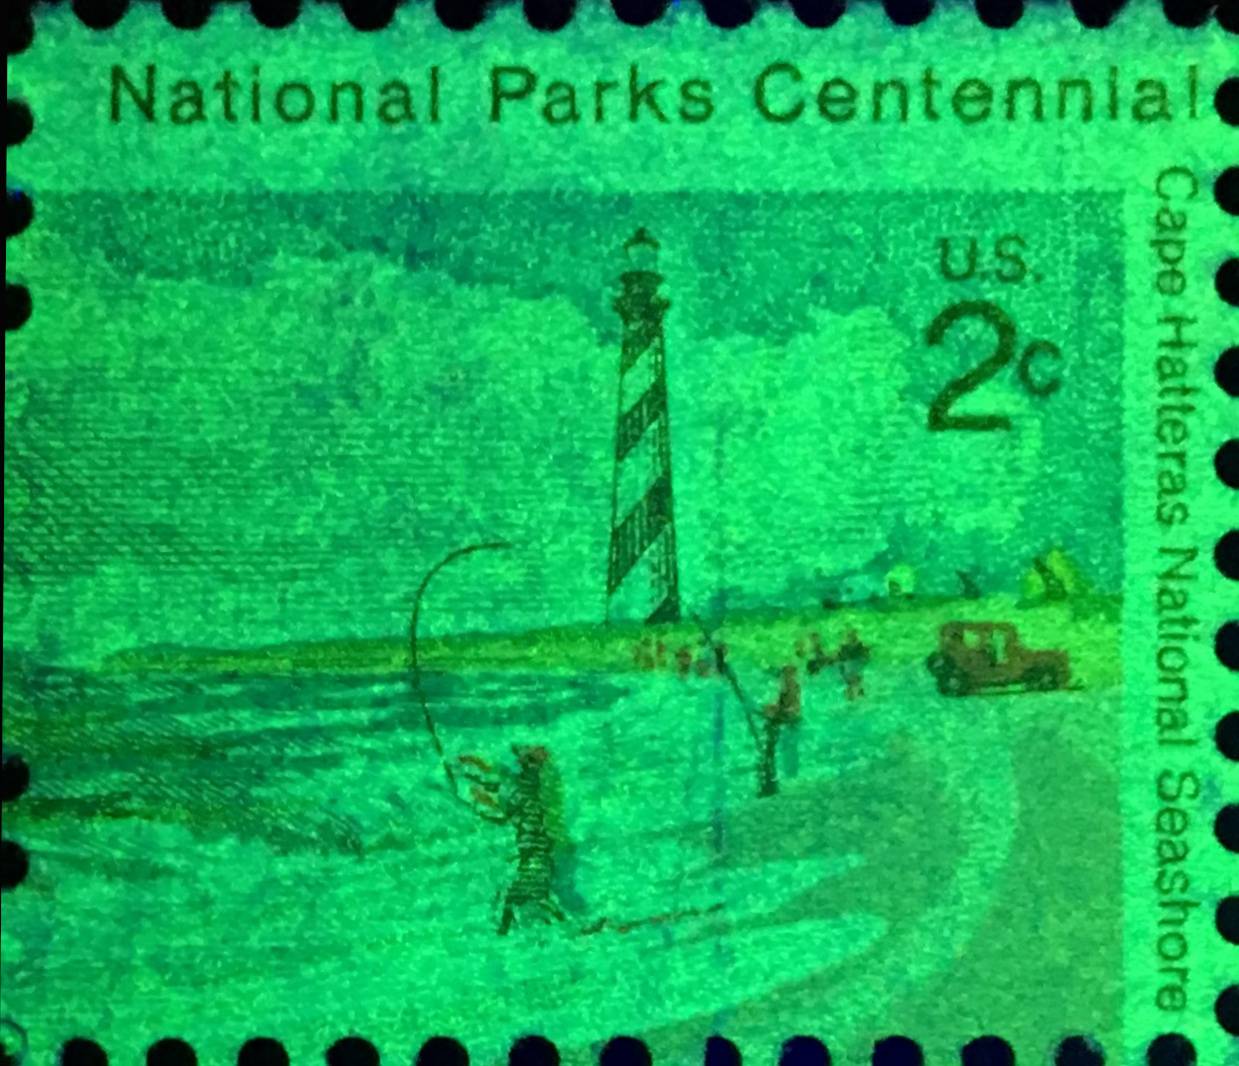 National Parks Centennial
U.S.
2c
Cape Hatteras National Seashore